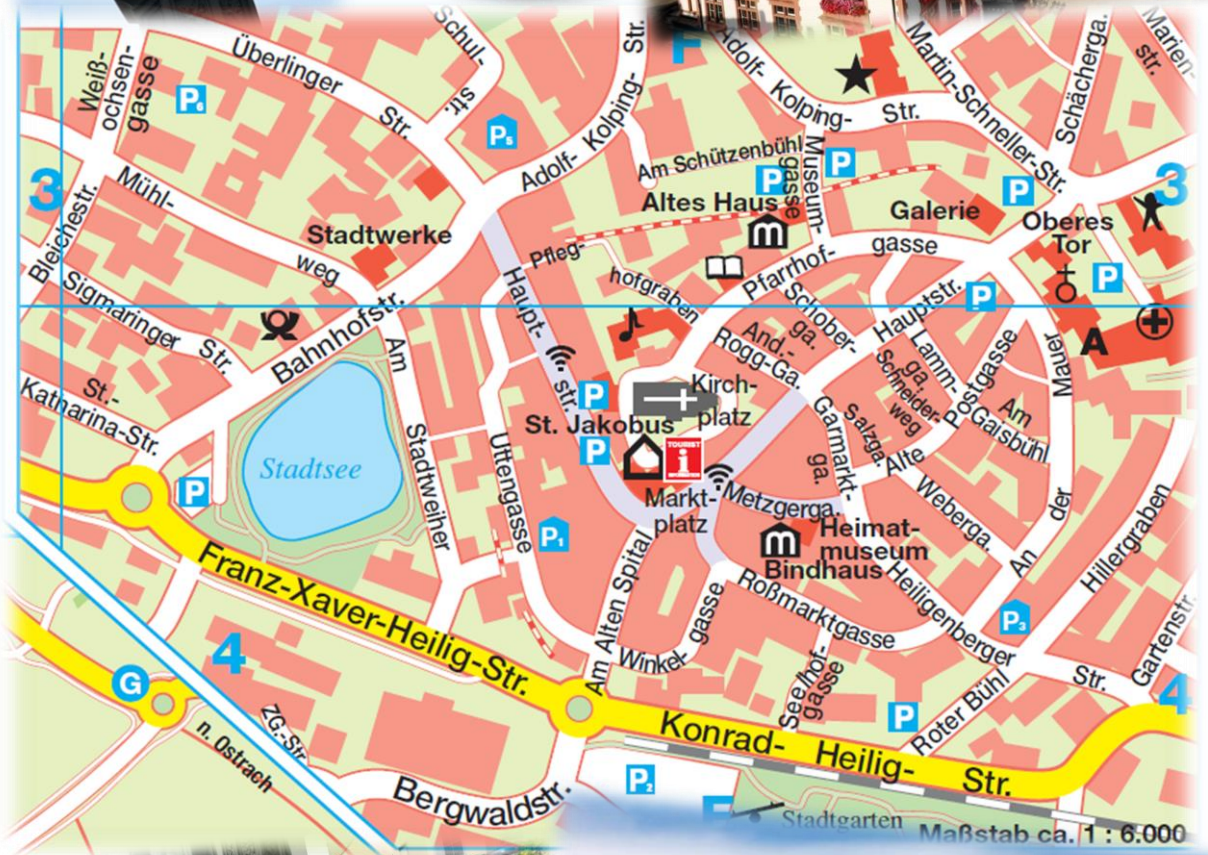 Schul-
str.
Adolf-
Kolping-
Str.
F
Adolf-
Kolping-
Str.
Martin-Schneller-Str.
Schächerga.
Marien-
str.
Weiß-
ochsen-
gasse
Überlinger
Str.
P6
P5
Museum-
gasse
P
Am Schützenbühl
P
Altes Haus
Galerie
P
Oberes
Tor
3
3
Mühl-
weg
Bleichestr.
Stadtwerke
Pfleg-
hofgraben
Pfarrhof-
gasse
P
Sigmaringer
Str.
Bahnhofstr.
Haupt-
str.
Schober-
ga.
Hauptstr.
P
And.-
Rogg-Ga.
Lamm-
ga.
Schneider-
weg
Postgasse
Mauer
A
St.-
Katharina-Str.
Am
Stadtweiher
Uttengasse
P
Kirch-
platz
St. Jakobus
P
TOURIST
i
INFORMATION
Garmarkt-
ga.
Salzga.
Alte
Am
Gaisbühl
Stadtsee
P
Markt-
platz
Metzgerga.
Weberga.
der
An
Hillergraben
P1
Heimat-
museum
Bindhaus
Franz-Xaver-Heilig-Str.
Am Alten Spital
Winkel-
gasse
Roßmarktgasse
Heiligenberger
Str.
P3
Gartenstr.
4
G
Seelhof-
gasse
P
Roter Bühl
4
ZG.-Str.
n. Ostrach
Konrad-
Heilig-
Str.
Bergwaldstr.
P2
Stadtgarten
Maßstab ca. 1 : 6.000